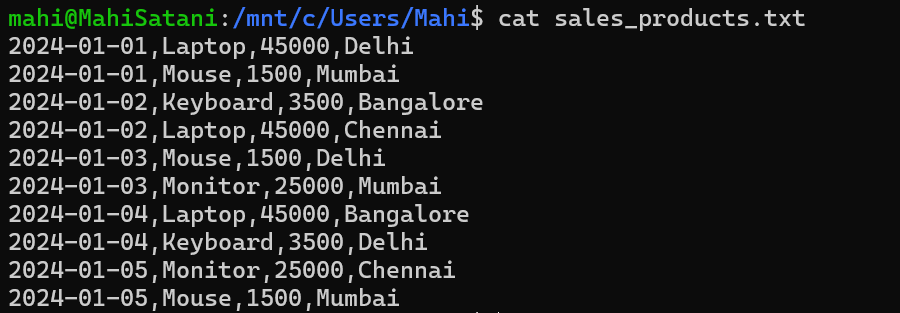 mahi@MahiSatani:/mnt/c/Users/Mahi$ cat sales_products.txt
2024-01-01,Laptop,45000,Delhi
2024-01-01,Mouse,1500,Mumbai
2024-01-02,Keyboard,3500,Bangalore
2024-01-02,Laptop,45000,Chennai
2024-01-03,Mouse,1500,Delhi
2024-01-03,Monitor,25000,Mumbai
2024-01-04,Laptop,45000,Bangalore
2024-01-04,Keyboard,3500,Delhi
2024-01-05,Monitor,25000,Chennai
2024-01-05,Mouse,1500,Mumbai